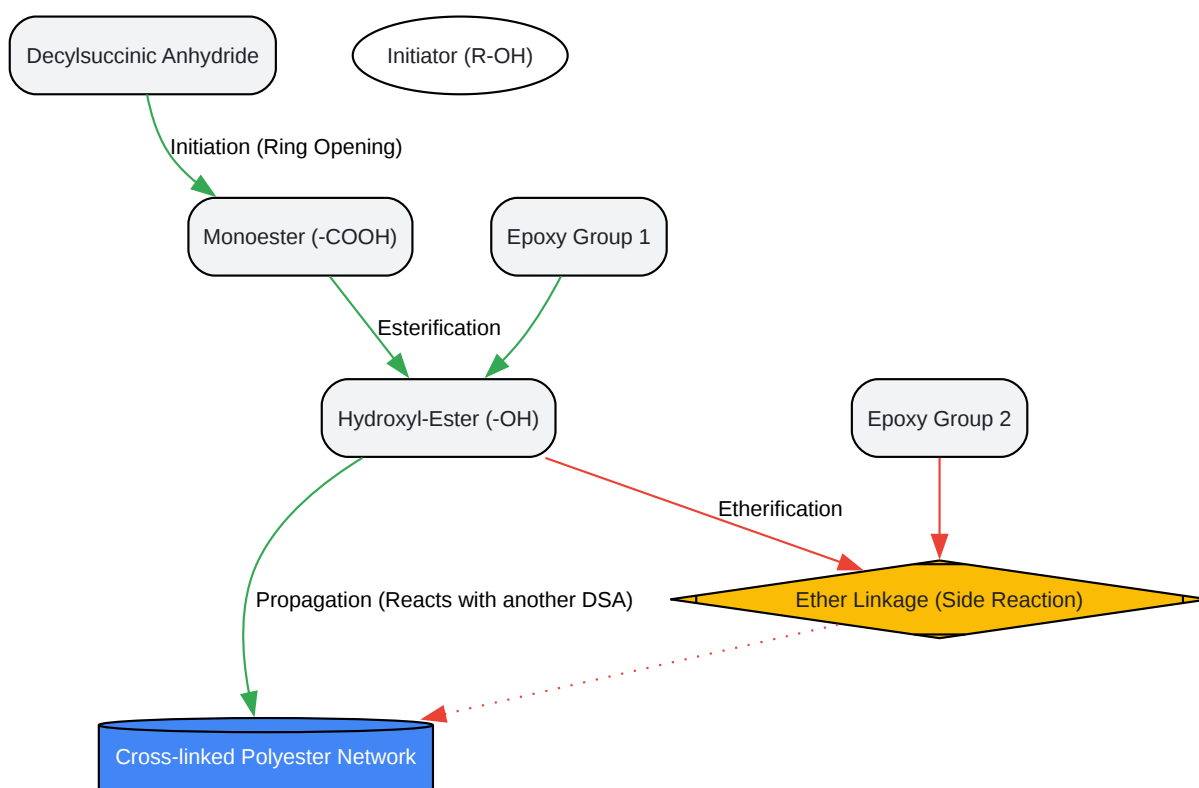 Decylsuccinic Anhydride
Initiator (R-OH)
Initiation (Ring Opening)
Monoester (-COOH)
Epoxy Group 1
Esterification
Hydroxyl-Ester (-OH)
Epoxy Group 2
Etherification
Propagation (Reacts with another DSA)
Ether Linkage (Side Reaction)
Cross-linked Polyester Network